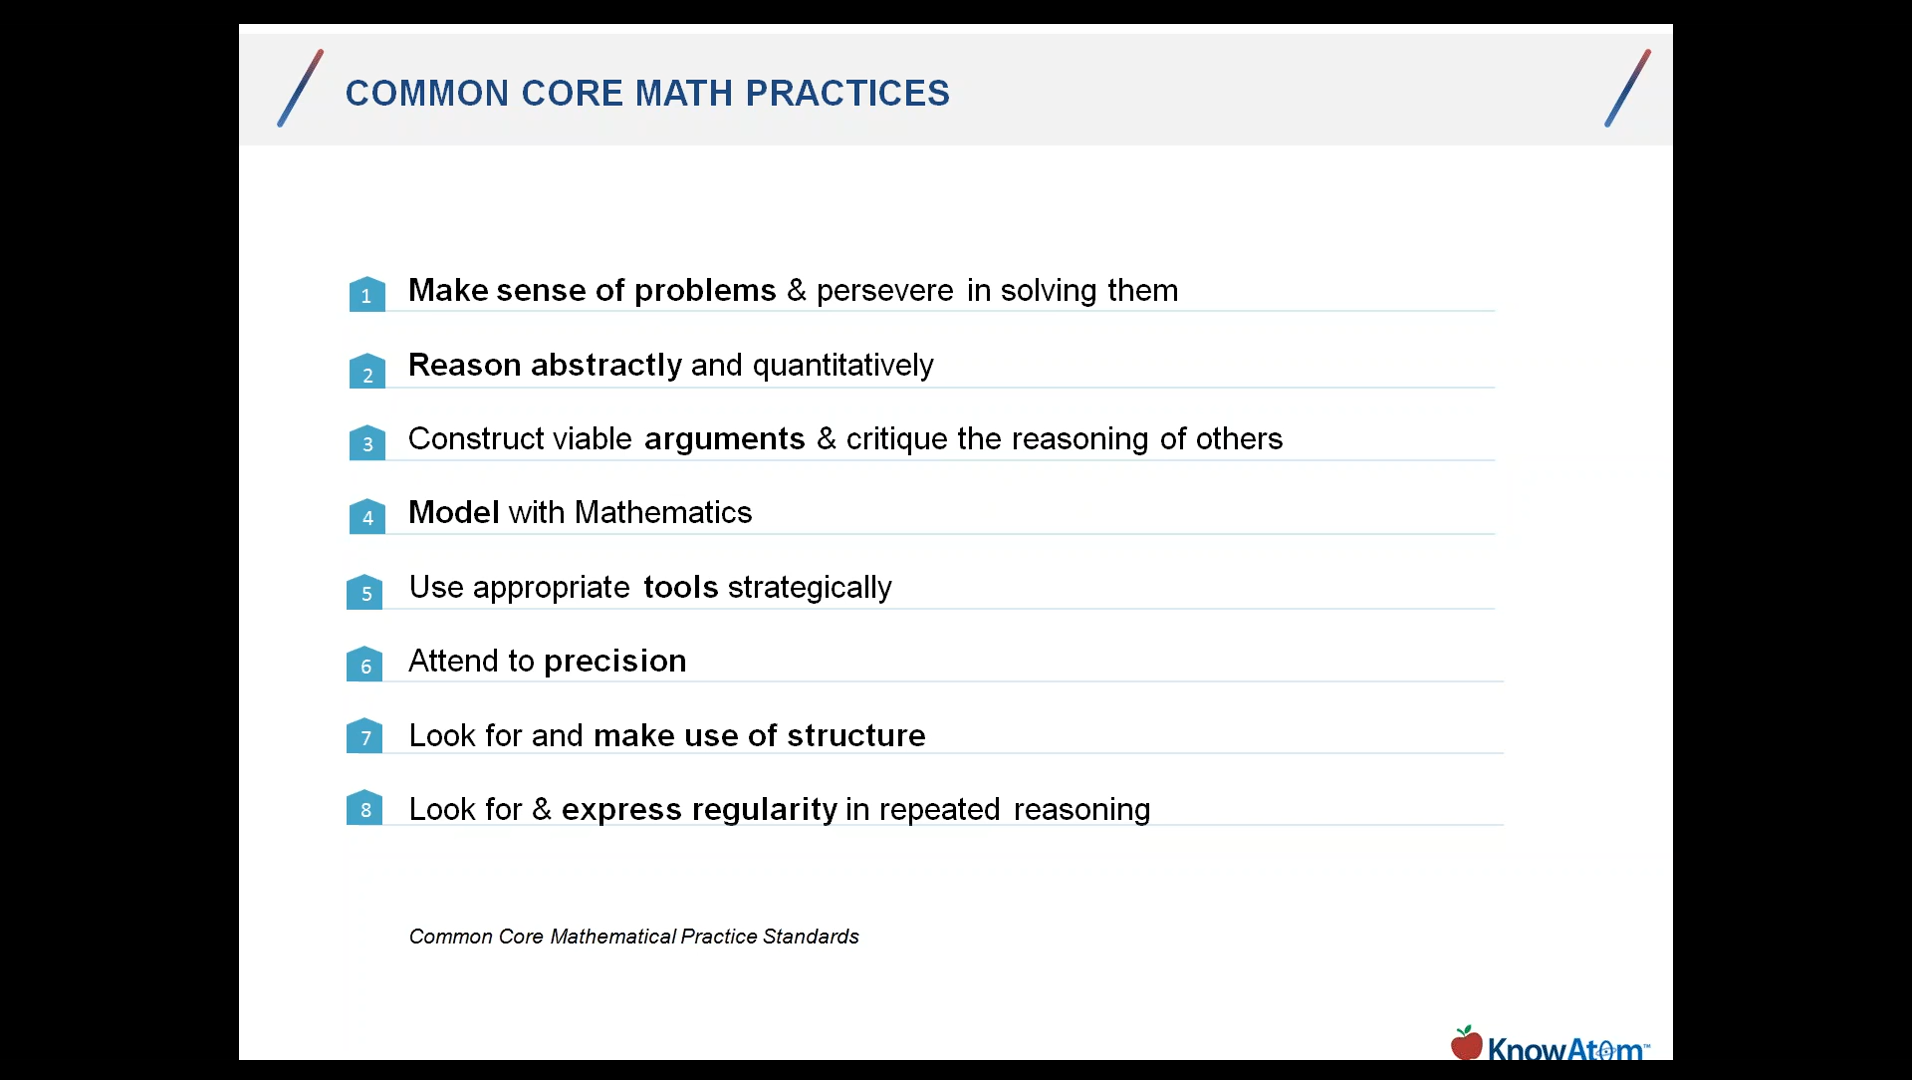 COMMON CORE MATH PRACTICES
1 Make sense of problems & persevere in solving them
2 Reason abstractly and quantitatively
3 Construct viable arguments & critique the reasoning of others
4 Model with Mathematics
5 Use appropriate tools strategically
6 Attend to precision
7 Look for and make use of structure
8 Look for & express regularity in repeated reasoning
Common Core Mathematical Practice Standards
KnowAtom™